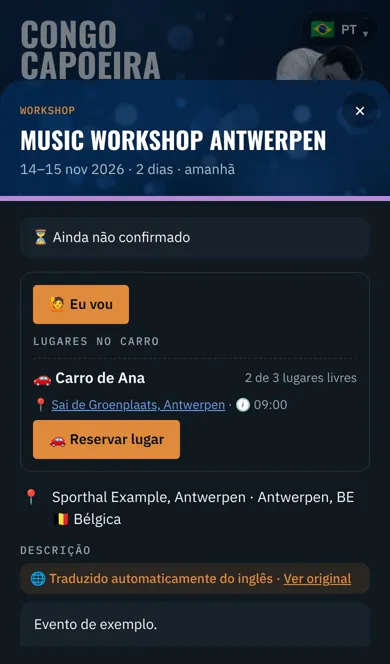 CONGO
CAPOEIRA
🇧🇷 PT ▾
WORKSHOP
×
MUSIC WORKSHOP ANTWERPEN
14–15 nov 2026 · 2 dias · amanhã
⏳ Ainda não confirmado
🙋 Eu vou
LUGARES NO CARRO
🚗 Carro de Ana
2 de 3 lugares livres
📍 Sai de Groenplaats, Antwerpen · 🕖 09:00
🚗 Reservar lugar
📍 Sporthal Example, Antwerpen · Antwerpen, BE
🇧🇪 Bélgica
DESCRIÇÃO
🌐 Traduzido automaticamente do inglês · Ver original
Evento de exemplo.